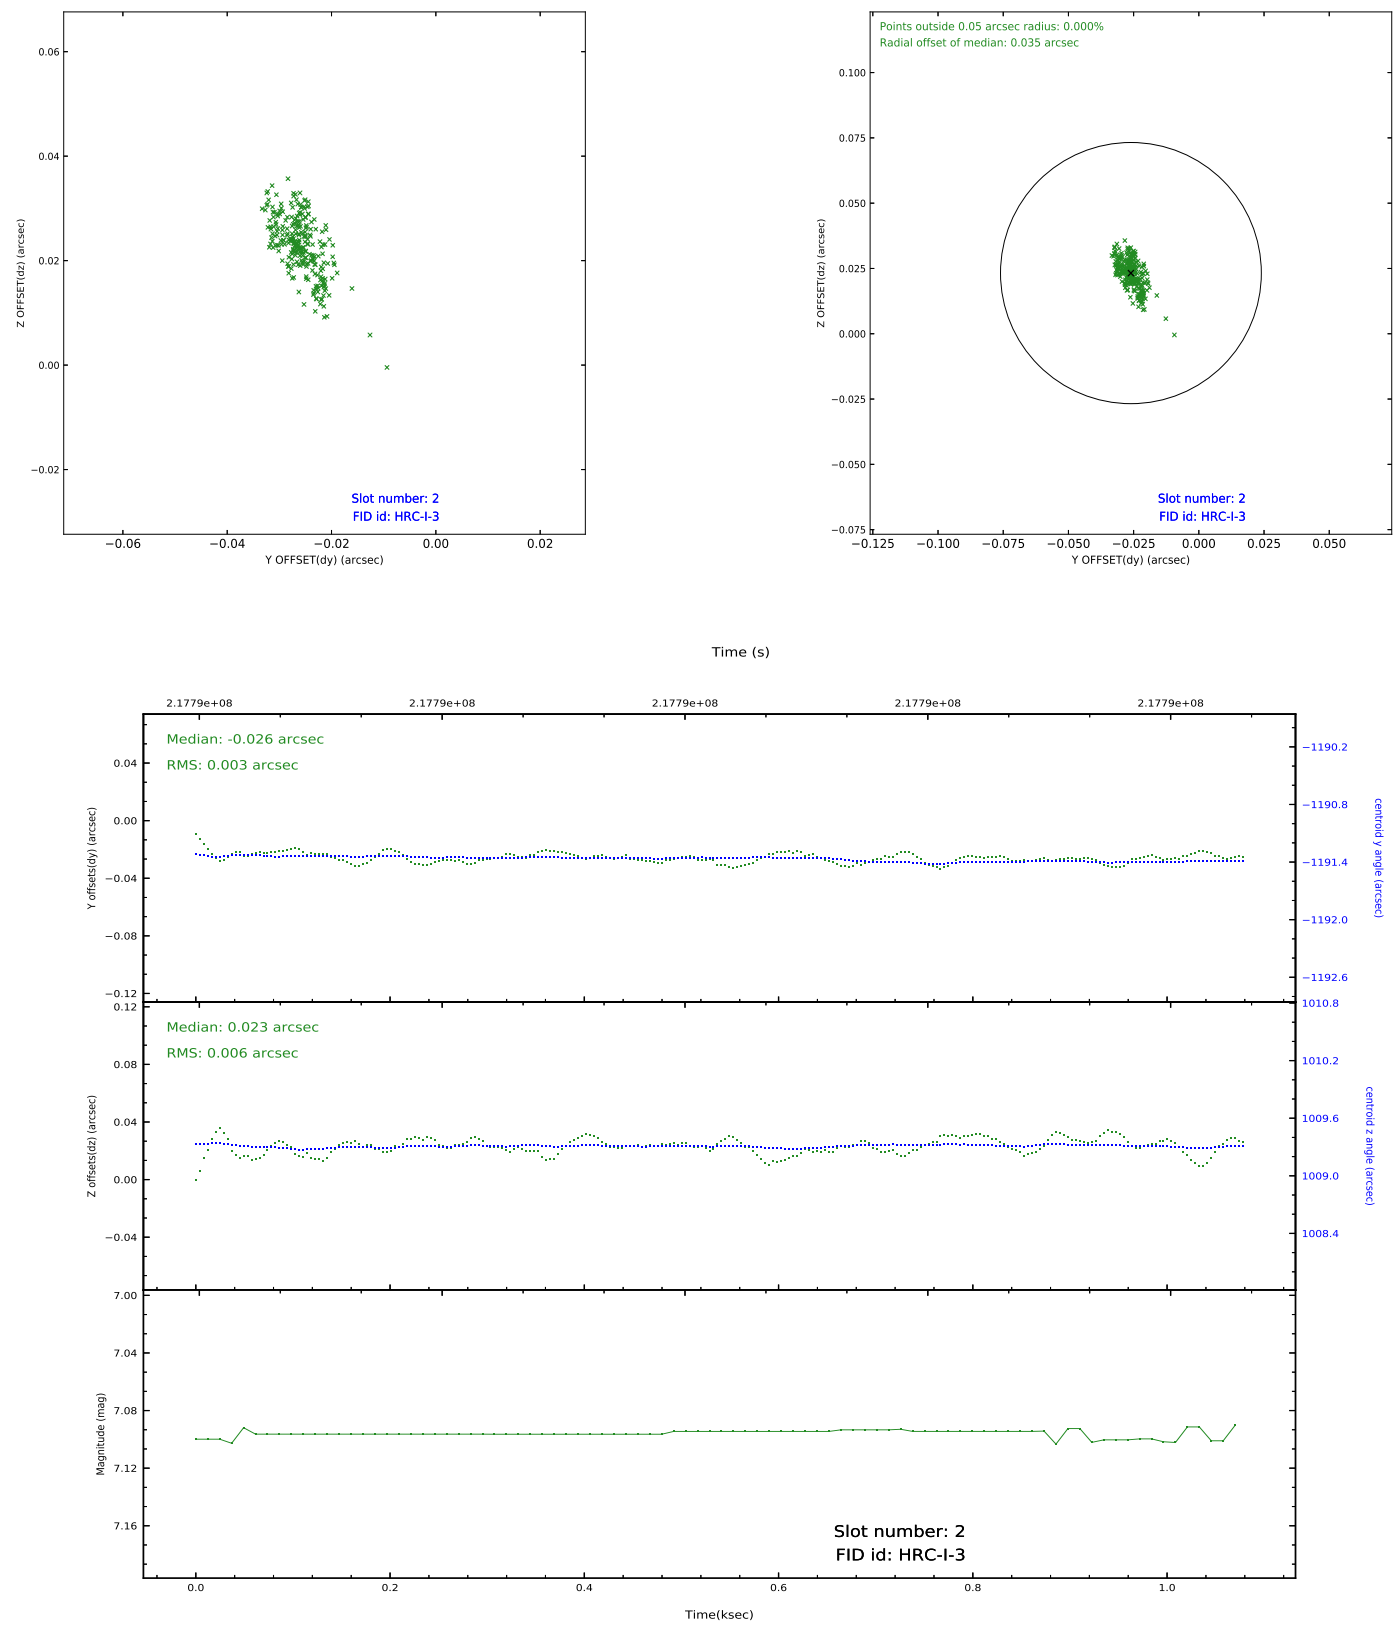 0.06
0.04
0.02
0.00
−0.02
Z OFFSET(dz) (arcsec)
Slot number: 2
FID id: HRC-I-3
−0.06
−0.04
−0.02
0.00
0.02
Y OFFSET(dy) (arcsec)
Points outside 0.05 arcsec radius: 0.000%
Radial offset of median: 0.035 arcsec
0.100
0.075
0.050
0.025
0.000
−0.025
−0.050
−0.075
Z OFFSET(dz) (arcsec)
Slot number: 2
FID id: HRC-I-3
−0.125
−0.100
−0.075
−0.050
−0.025
0.000
0.025
0.050
Y OFFSET(dy) (arcsec)
Time (s)
2.1779e+08
2.1779e+08
2.1779e+08
2.1779e+08
2.1779e+08
Median: -0.026 arcsec
RMS: 0.003 arcsec
0.04
0.00
−0.04
−0.08
−0.12
Y offsets(dy) (arcsec)
−1190.2
−1190.8
−1191.4
−1192.0
−1192.6
centroid y angle (arcsec)
Median: 0.023 arcsec
RMS: 0.006 arcsec
0.12
0.08
0.04
0.00
−0.04
Z offsets(dz) (arcsec)
1010.8
1010.2
1009.6
1009.0
1008.4
centroid z angle (arcsec)
7.00
7.04
7.08
7.12
7.16
Magnitude (mag)
Slot number: 2
FID id: HRC-I-3
0.0
0.2
0.4
0.6
0.8
1.0
Time(ksec)